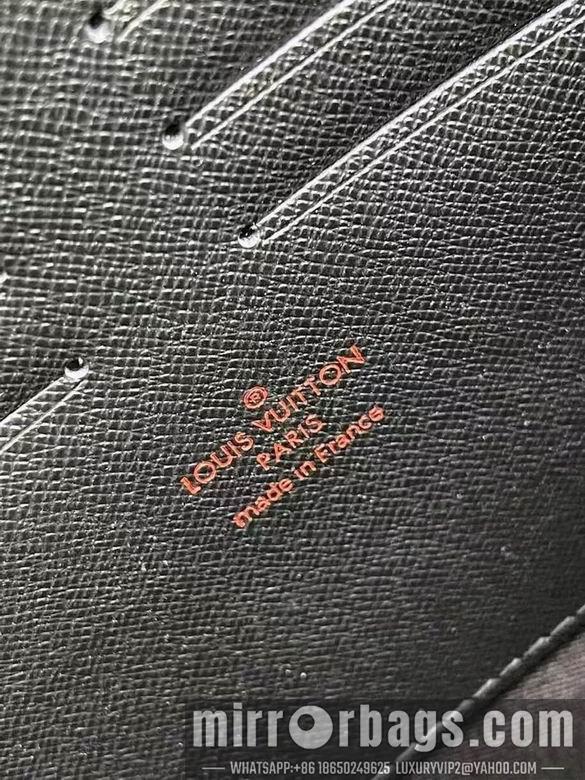 ®
LOUIS VUITTON
PARIS
made in France
mirrorbags.com
WHATSAPP:+86 18650249625 LUXURYVIP2@YAHOO.COM